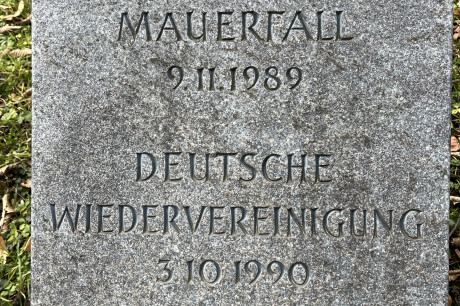 MAUERFALL
9.11.1989
DEUTSCHE
WIEDERVEREINIGUNG
3.10.1990